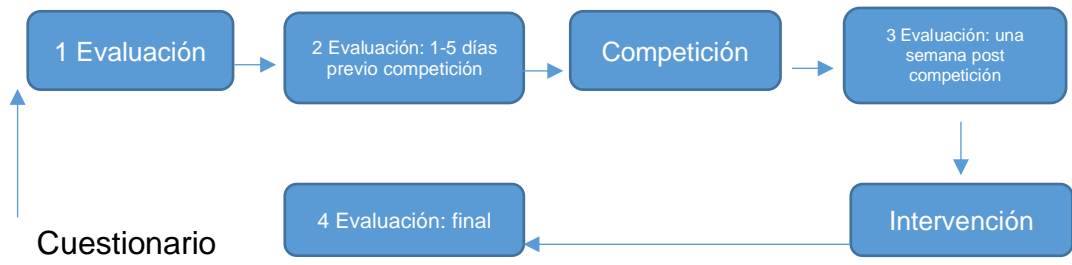 1 Evaluación
2 Evaluación: 1-5 días
previo competición
Competición
3 Evaluación: una
semana post
competición
Intervención
4 Evaluación: final
Cuestionario